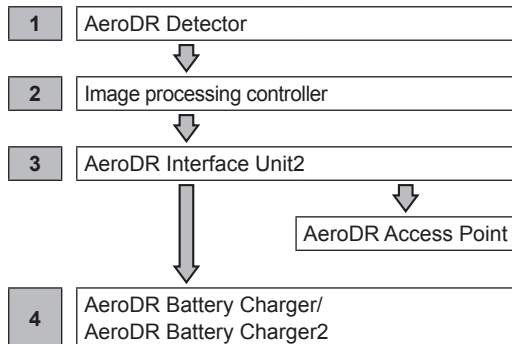 1 AeroDR Detector
2 Image processing controller
3 AeroDR Interface Unit2
AeroDR Access Point
4 AeroDR Battery Charger/
AeroDR Battery Charger2